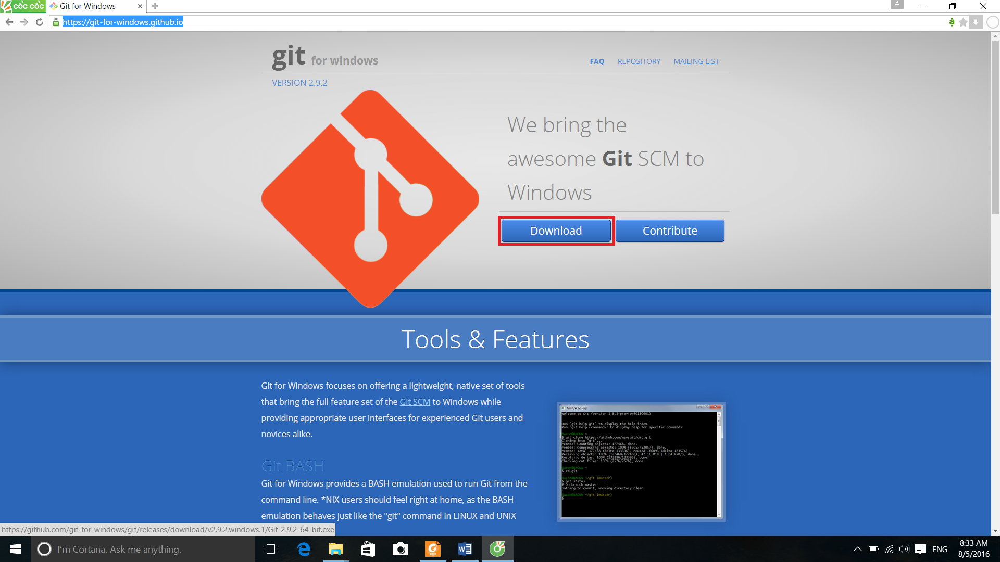 cốc cốc
Git for Windows
https://git-for-windows.github.io
git for windows
FAQ REPOSITORY MAILING LIST
VERSION 2.9.2
We bring the
awesome Git SCM to
Windows
Download Contribute
Tools & Features
Git for Windows focuses on offering a lightweight, native set of tools
that bring the full feature set of the Git SCM to Windows while
providing appropriate user interfaces for experienced Git users and
novices alike.
Git BASH
Git for Windows provides a BASH emulation used to run Git from the
command line. *NIX users should feel right at home, as the BASH
emulation behaves just like the "git" command in LINUX and UNIX
MINGW32:~/git
Welcome to Git (version 1.8.3-preview20130601)
Run 'git help git' to display the help index.
Run 'git help <command>' to display help for specific commands.
Bacon@BACON ~
$ git clone https://github.com/msysgit/git.git
Cloning into 'git'...
remote: Counting objects: 177468, done.
remote: Compressing objects: 100% (52057/52057), done.
remote: Total 177468 (delta 133396), reused 166093 (delta 123576)
Receiving objects: 100% (177468/177468), 42.16 MiB | 1.84 MiB/s, done.
Resolving deltas: 100% (133396/133396), done.
Checking out files: 100% (2576/2576), done.
Bacon@BACON ~
$ cd git
Bacon@BACON ~/git (master)
$ git status
# On branch master
nothing to commit, working directory clean
Bacon@BACON ~/git (master)
$
https://github.com/git-for-windows/git/releases/download/v2.9.2.windows.1/Git-2.9.2-64-bit.exe
I'm Cortana. Ask me anything.
ENG
8:33 AM
8/5/2016